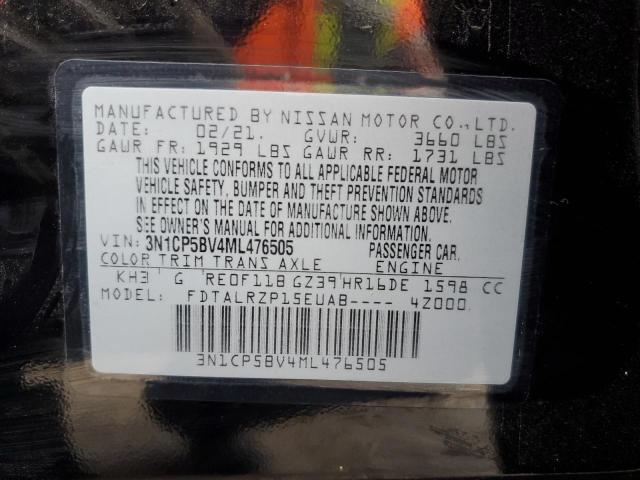 MANUFACTURED BY NISSAN MOTOR CO., LTD.
DATE: 02/21. GVWR: 3660 LBS
GAWR FR: 1929 LBS GAWR RR: 1731 LBS
THIS VEHICLE CONFORMS TO ALL APPLICABLE FEDERAL MOTOR
VEHICLE SAFETY, BUMPER AND THEFT PREVENTION STANDARDS
IN EFFECT ON THE DATE OF MANUFACTURE SHOWN ABOVE.
SEE OWNER'S MANUAL FOR ADDITIONAL INFORMATION.
VIN: 3N1CP5BV4ML476505 PASSENGER CAR.
COLOR TRIM TRANS AXLE ENGINE
KH3 G RE0F11B GZ39 HR16DE 1598 CC
MODEL: FDTALRZP15EUAB---- 4Z000
3N1CP5BV4ML476505